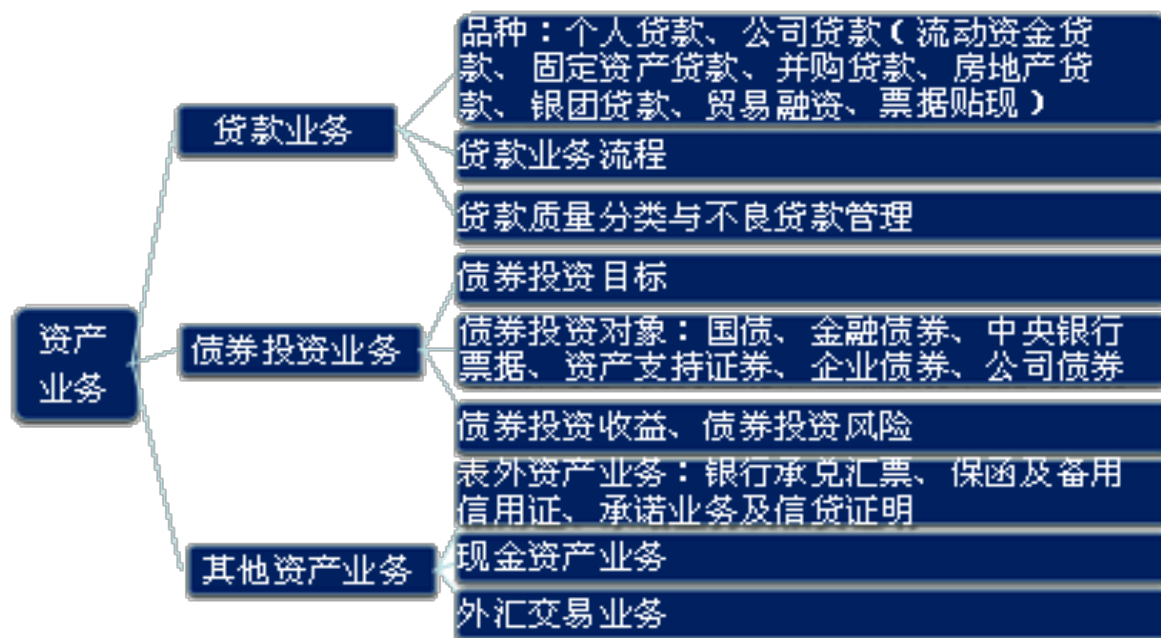 品种：个人贷款、公司贷款（流动资金贷
款、固定资产贷款、并购贷款、房地产贷
款、银团贷款、贸易融资、票据贴现）
贷款业务
贷款业务流程
贷款质量分类与不良贷款管理
资产
业务
债券投资目标
债券投资业务
债券投资对象：国债、金融债券、中央银行
票据、资产支持证券、企业债券、公司债券
债券投资收益、债券投资风险
表外资产业务：银行承兑汇票、保函及备用
信用证、承诺业务及信贷证明
其他资产业务
现金资产业务
外汇交易业务